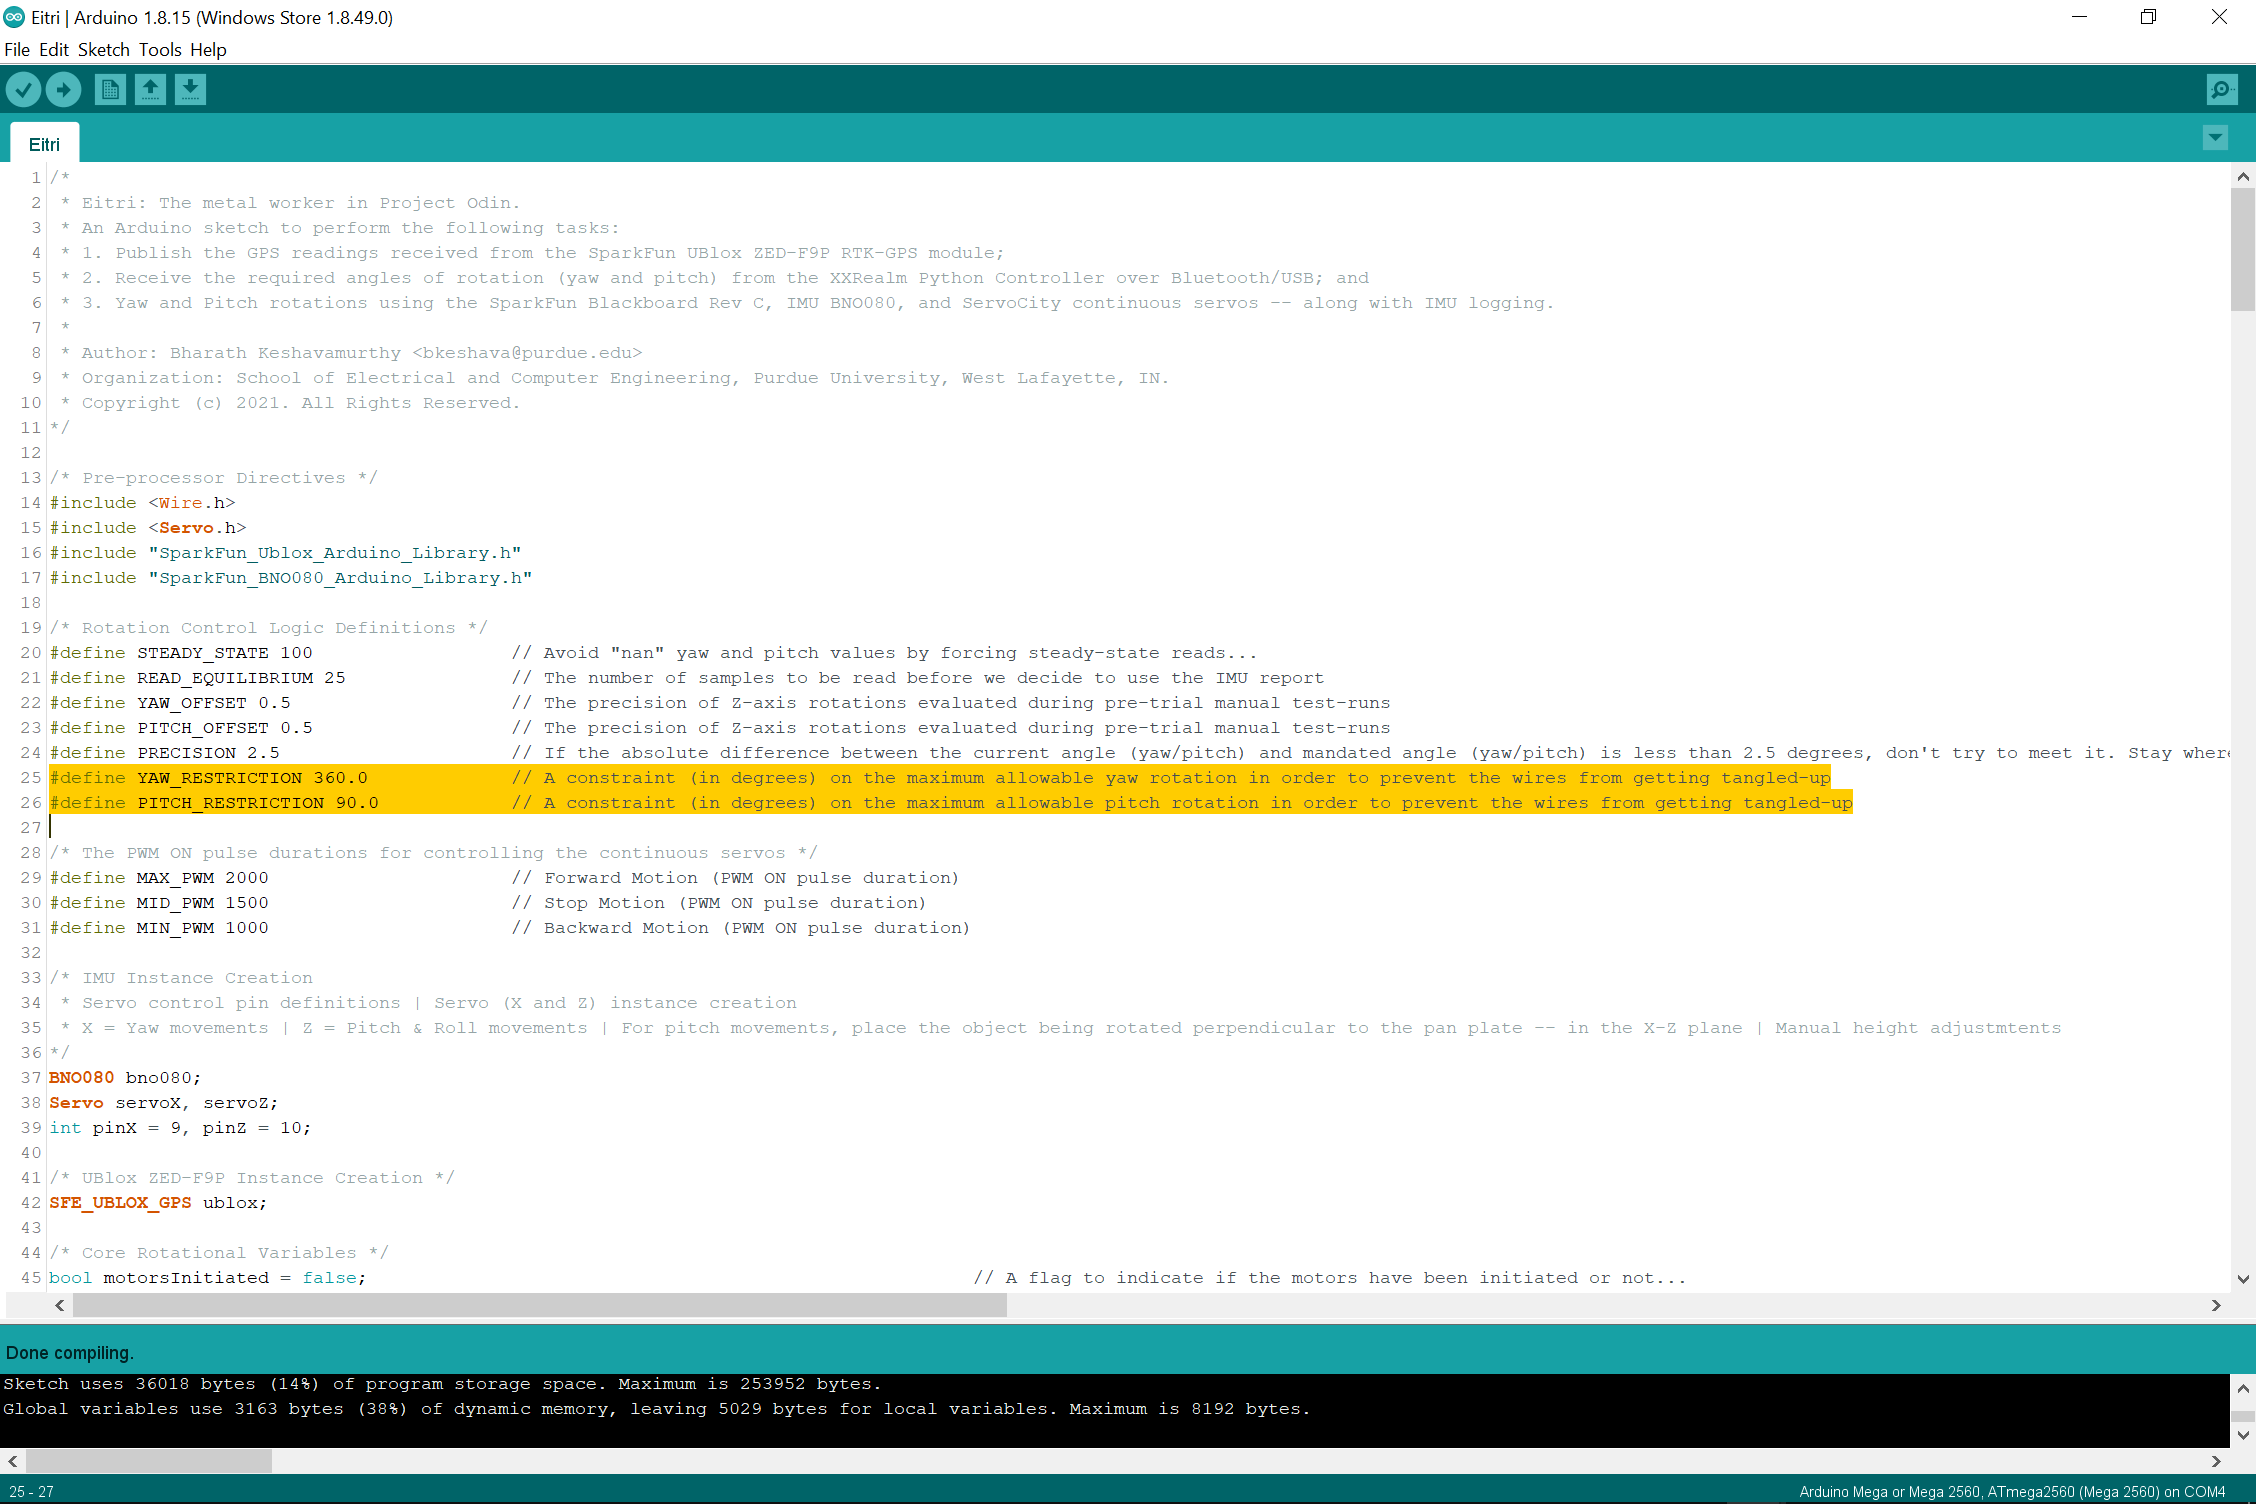 Eitri | Arduino 1.8.15 (Windows Store 1.8.49.0)
File Edit Sketch Tools Help
Eitri
1 /*
2  * Eitri: The metal worker in Project Odin.
3  * An Arduino sketch to perform the following tasks:
4  * 1. Publish the GPS readings received from the SparkFun UBlox ZED-F9P RTK-GPS module;
5  * 2. Receive the required angles of rotation (yaw and pitch) from the XXRealm Python Controller over Bluetooth/USB; and
6  * 3. Yaw and Pitch rotations using the SparkFun Blackboard Rev C, IMU BNO080, and ServoCity continuous servos -- along with IMU logging.
7  *
8  * Author: Bharath Keshavamurthy <bkeshava@purdue.edu>
9  * Organization: School of Electrical and Computer Engineering, Purdue University, West Lafayette, IN.
10  * Copyright (c) 2021. All Rights Reserved.
11 */
12
13 /* Pre-processor Directives */
14 #include <Wire.h>
15 #include <Servo.h>
16 #include "SparkFun_Ublox_Arduino_Library.h"
17 #include "SparkFun_BNO080_Arduino_Library.h"
18
19 /* Rotation Control Logic Definitions */
20 #define STEADY_STATE 100 // Avoid "nan" yaw and pitch values by forcing steady-state reads...
21 #define READ_EQUILIBRIUM 25 // The number of samples to be read before we decide to use the IMU report
22 #define YAW_OFFSET 0.5 // The precision of Z-axis rotations evaluated during pre-trial manual test-runs
23 #define PITCH_OFFSET 0.5 // The precision of Z-axis rotations evaluated during pre-trial manual test-runs
24 #define PRECISION 2.5 // If the absolute difference between the current angle (yaw/pitch) and mandated angle (yaw/pitch) is less than 2.5 degrees, don't try to meet it. Stay wher
25 #define YAW_RESTRICTION 360.0 // A constraint (in degrees) on the maximum allowable yaw rotation in order to prevent the wires from getting tangled-up
26 #define PITCH_RESTRICTION 90.0 // A constraint (in degrees) on the maximum allowable pitch rotation in order to prevent the wires from getting tangled-up
27
28 /* The PWM ON pulse durations for controlling the continuous servos */
29 #define MAX_PWM 2000 // Forward Motion (PWM ON pulse duration)
30 #define MID_PWM 1500 // Stop Motion (PWM ON pulse duration)
31 #define MIN_PWM 1000 // Backward Motion (PWM ON pulse duration)
32
33 /* IMU Instance Creation
34  * Servo control pin definitions | Servo (X and Z) instance creation
35  * X = Yaw movements | Z = Pitch & Roll movements | For pitch movements, place the object being rotated perpendicular to the pan plate -- in the X-Z plane | Manual height adjustmtents
36 */
37 BNO080 bno080;
38 Servo servoX, servoZ;
39 int pinX = 9, pinZ = 10;
40
41 /* UBlox ZED-F9P Instance Creation */
42 SFE_UBLOX_GPS ublox;
43
44 /* Core Rotational Variables */
45 bool motorsInitiated = false; // A flag to indicate if the motors have been initiated or not...
Done compiling.
Sketch uses 36018 bytes (14%) of program storage space. Maximum is 253952 bytes.
Global variables use 3163 bytes (38%) of dynamic memory, leaving 5029 bytes for local variables. Maximum is 8192 bytes.
25 - 27 Arduino Mega or Mega 2560, ATmega2560 (Mega 2560) on COM4